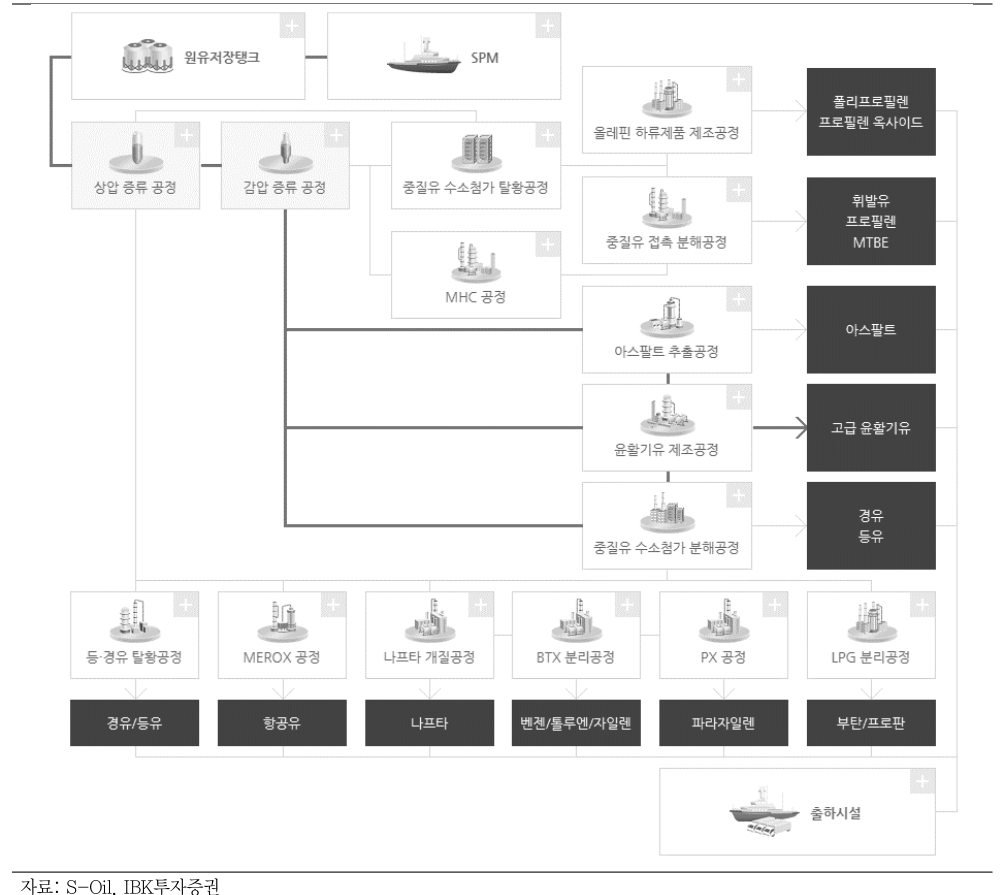 원유저장탱크
SPM
올레핀 하류제품 제조공정
폴리프로필렌
프로필렌 옥사이드
상압 증류 공정
감압 증류 공정
중질유 수소첨가 탈황공정
중질유 접촉 분해공정
휘발유
프로필렌
MTBE
MHC 공정
아스팔트 추출공정
아스팔트
윤활기유 제조공정
고급 윤활기유
중질유 수소첨가 분해공정
경유
등유
등·경유 탈황공정
MEROX 공정
나프타 개질공정
BTX 분리공정
PX 공정
LPG 분리공정
경유/등유
항공유
나프타
벤젠/톨루엔/자일렌
파라자일렌
부탄/프로판
출하시설
자료: S-Oil, IBK투자증권